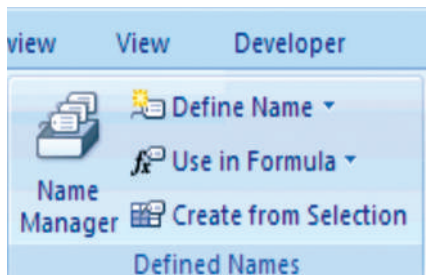 view View Developer
Define Name
Use in Formula
Name
Manager
Create from Selection
Defined Names